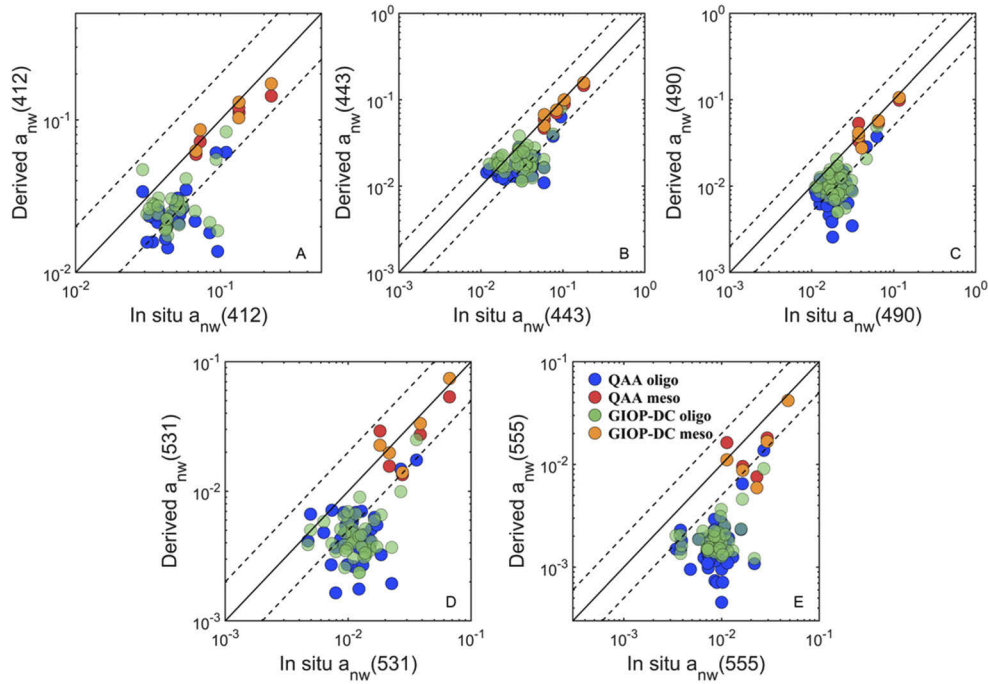 Derived a_nw(412)
10^-1
10^-2
10^-2
10^-1
A
In situ a_nw(412)
Derived a_nw(443)
10^0
10^-1
10^-2
10^-3
10^-3
10^-2
10^-1
10^0
B
In situ a_nw(443)
Derived a_nw(490)
10^0
10^-1
10^-2
10^-3
10^-3
10^-2
10^-1
10^0
C
In situ a_nw(490)
Derived a_nw(531)
10^-1
10^-2
10^-3
10^-3
10^-2
10^-1
D
In situ a_nw(531)
Derived a_nw(555)
10^-1
10^-2
10^-3
10^-3
10^-2
10^-1
QAA oligo
QAA meso
GIOP-DC oligo
GIOP-DC meso
E
In situ a_nw(555)